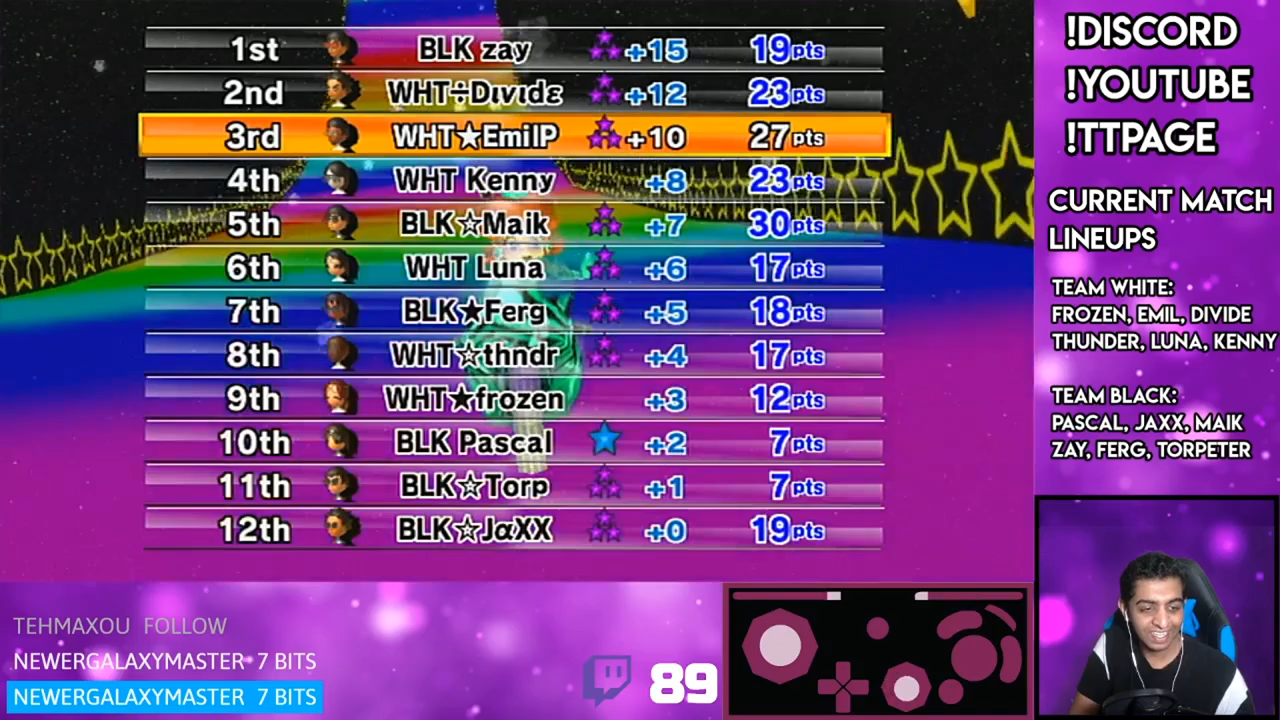 1st BLK zay +15 19pts
2nd WHT÷Dιvιdε +12 23pts
3rd WHT★EmilP +10 27pts
4th WHT Kenny +8 23pts
5th BLK☆Maik +7 30pts
6th WHT Luna +6 17pts
7th BLK★Ferg +5 18pts
8th WHT☆thndr +4 17pts
9th WHT★frozen +3 12pts
10th BLK Pascal +2 7pts
11th BLK☆Torp +1 7pts
12th BLK☆JαXX +0 19pts
!DISCORD
!YOUTUBE
!TTPAGE
CURRENT MATCH
LINEUPS
TEAM WHITE:
FROZEN, EMIL, DIVIDE
THUNDER, LUNA, KENNY
TEAM BLACK:
PASCAL, JAXX, MAIK
ZAY, FERG, TORPETER
TEHMAXOU FOLLOW
NEWERGALAXYMASTER 7 BITS
NEWERGALAXYMASTER 7 BITS
89